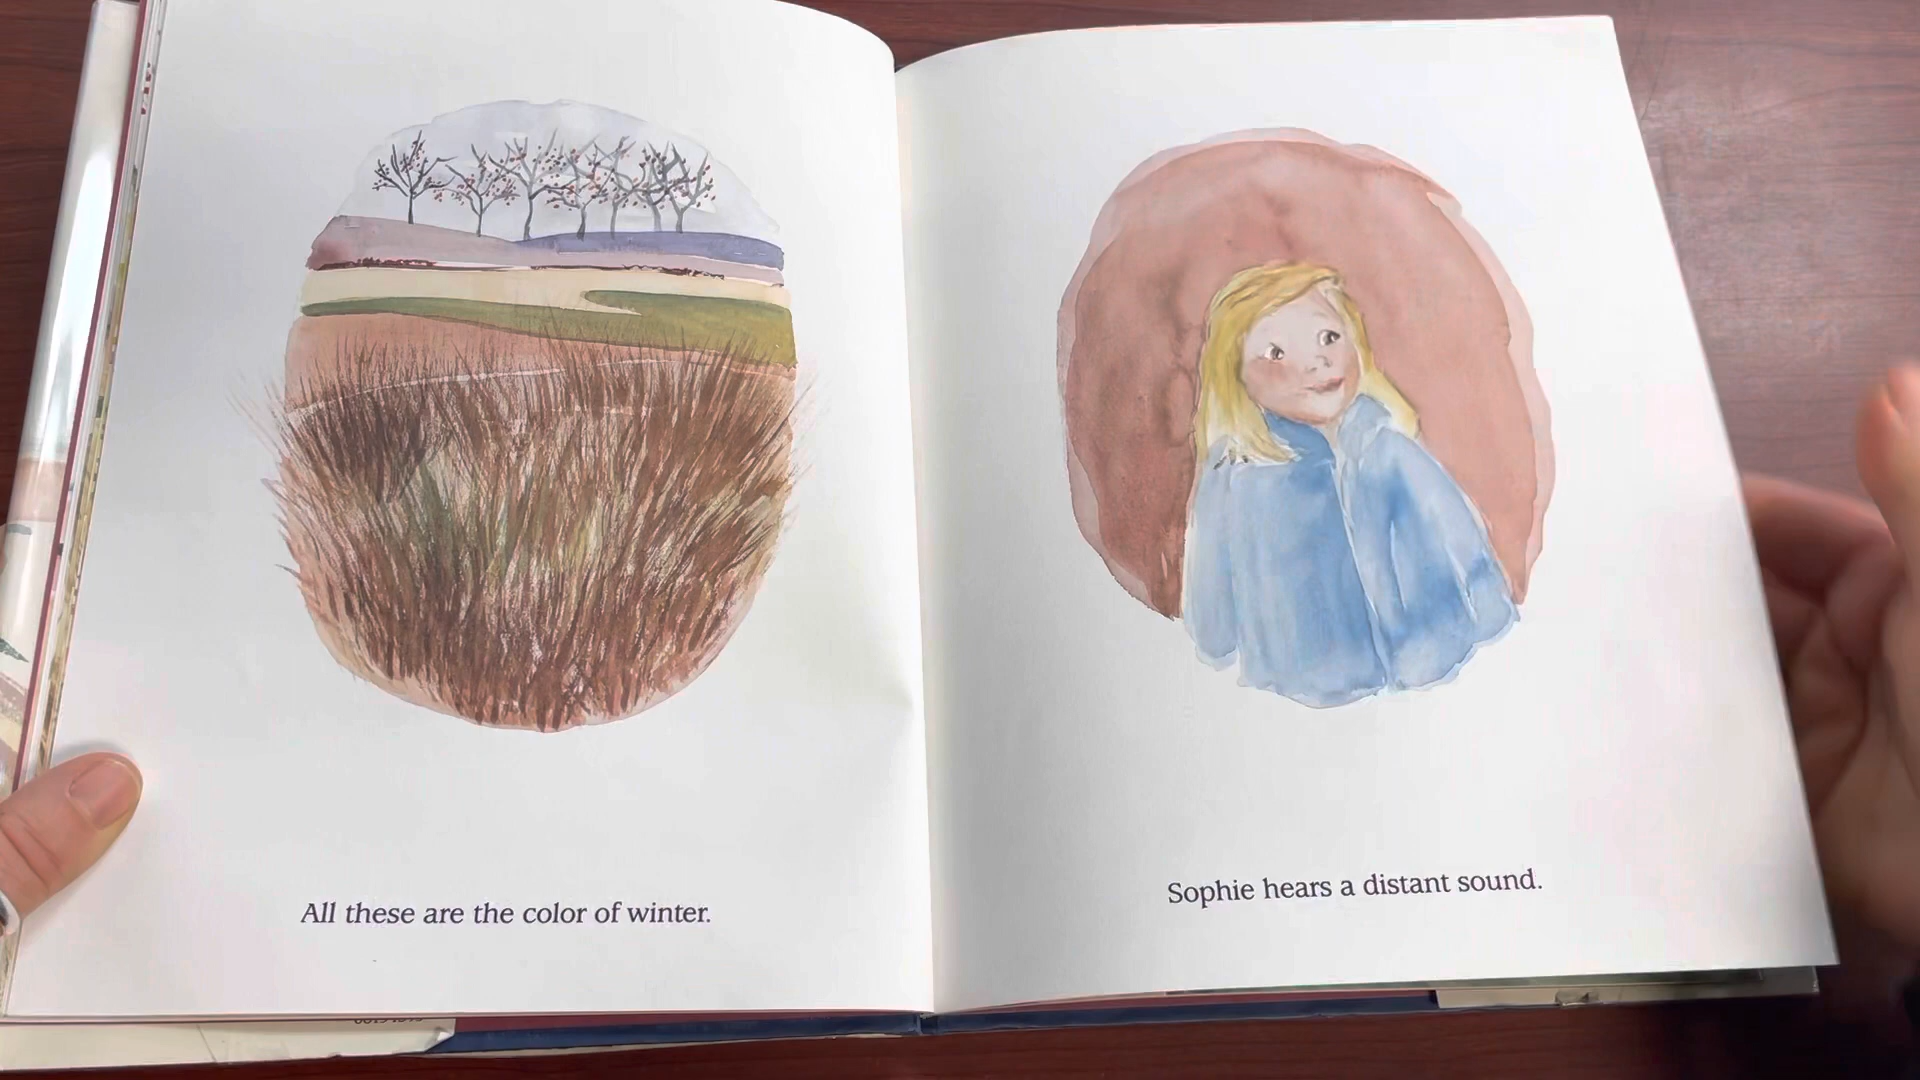 All these are the color of winter.
Sophie hears a distant sound.